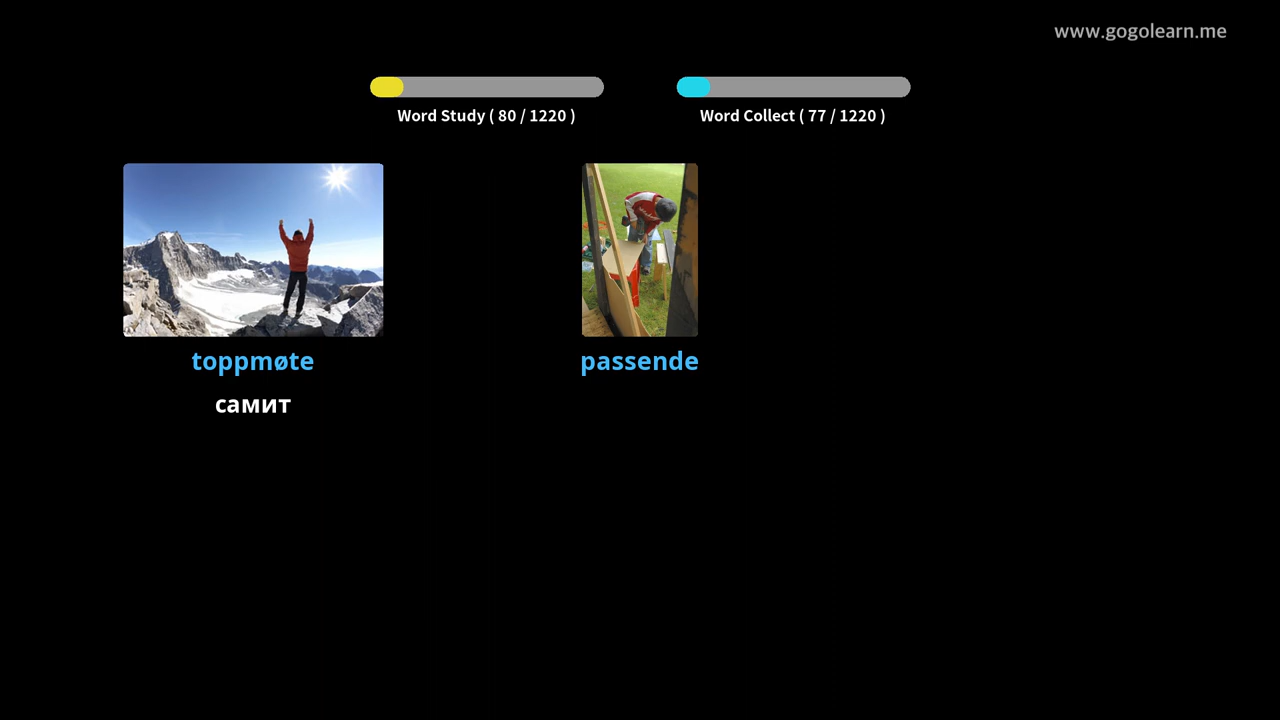 www.gogolearn.me
Word Study ( 80 / 1220 )
Word Collect ( 77 / 1220 )
toppmøte
passende
самит